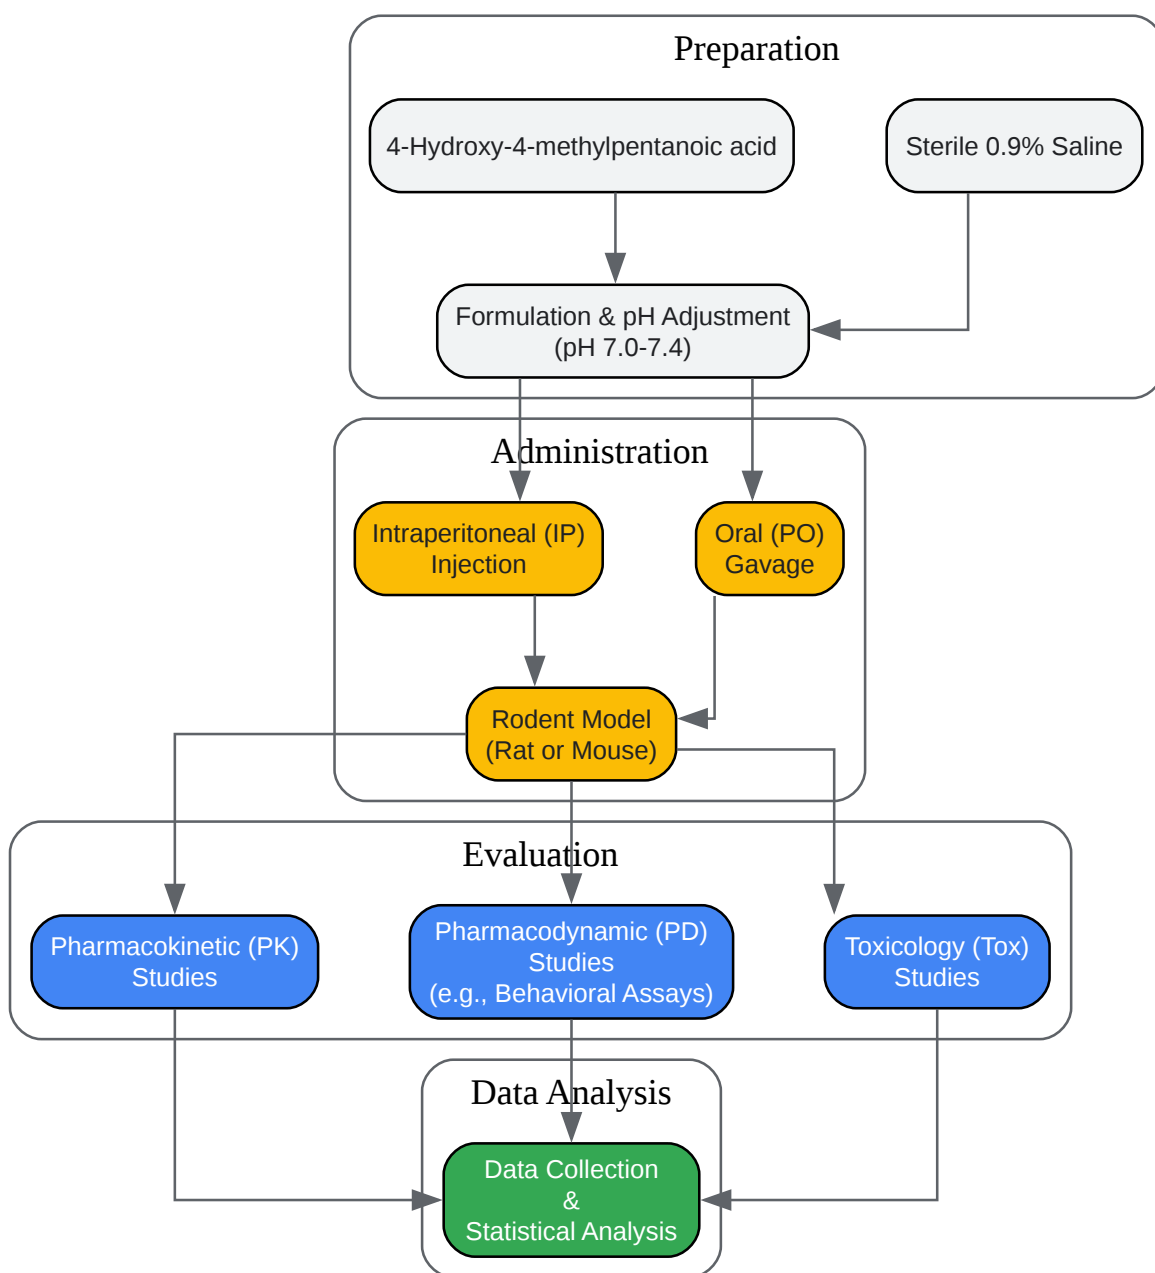 Preparation
4-Hydroxy-4-methylpentanoic acid
Sterile 0.9% Saline
Formulation & pH Adjustment
(pH 7.0-7.4)
Administration
Intraperitoneal (IP)
Injection
Oral (PO)
Gavage
Rodent Model
(Rat or Mouse)
Evaluation
Pharmacokinetic (PK)
Studies
Pharmacodynamic (PD)
Studies
(e.g., Behavioral Assays)
Toxicology (Tox)
Studies
Data Analysis
Data Collection
&
Statistical Analysis